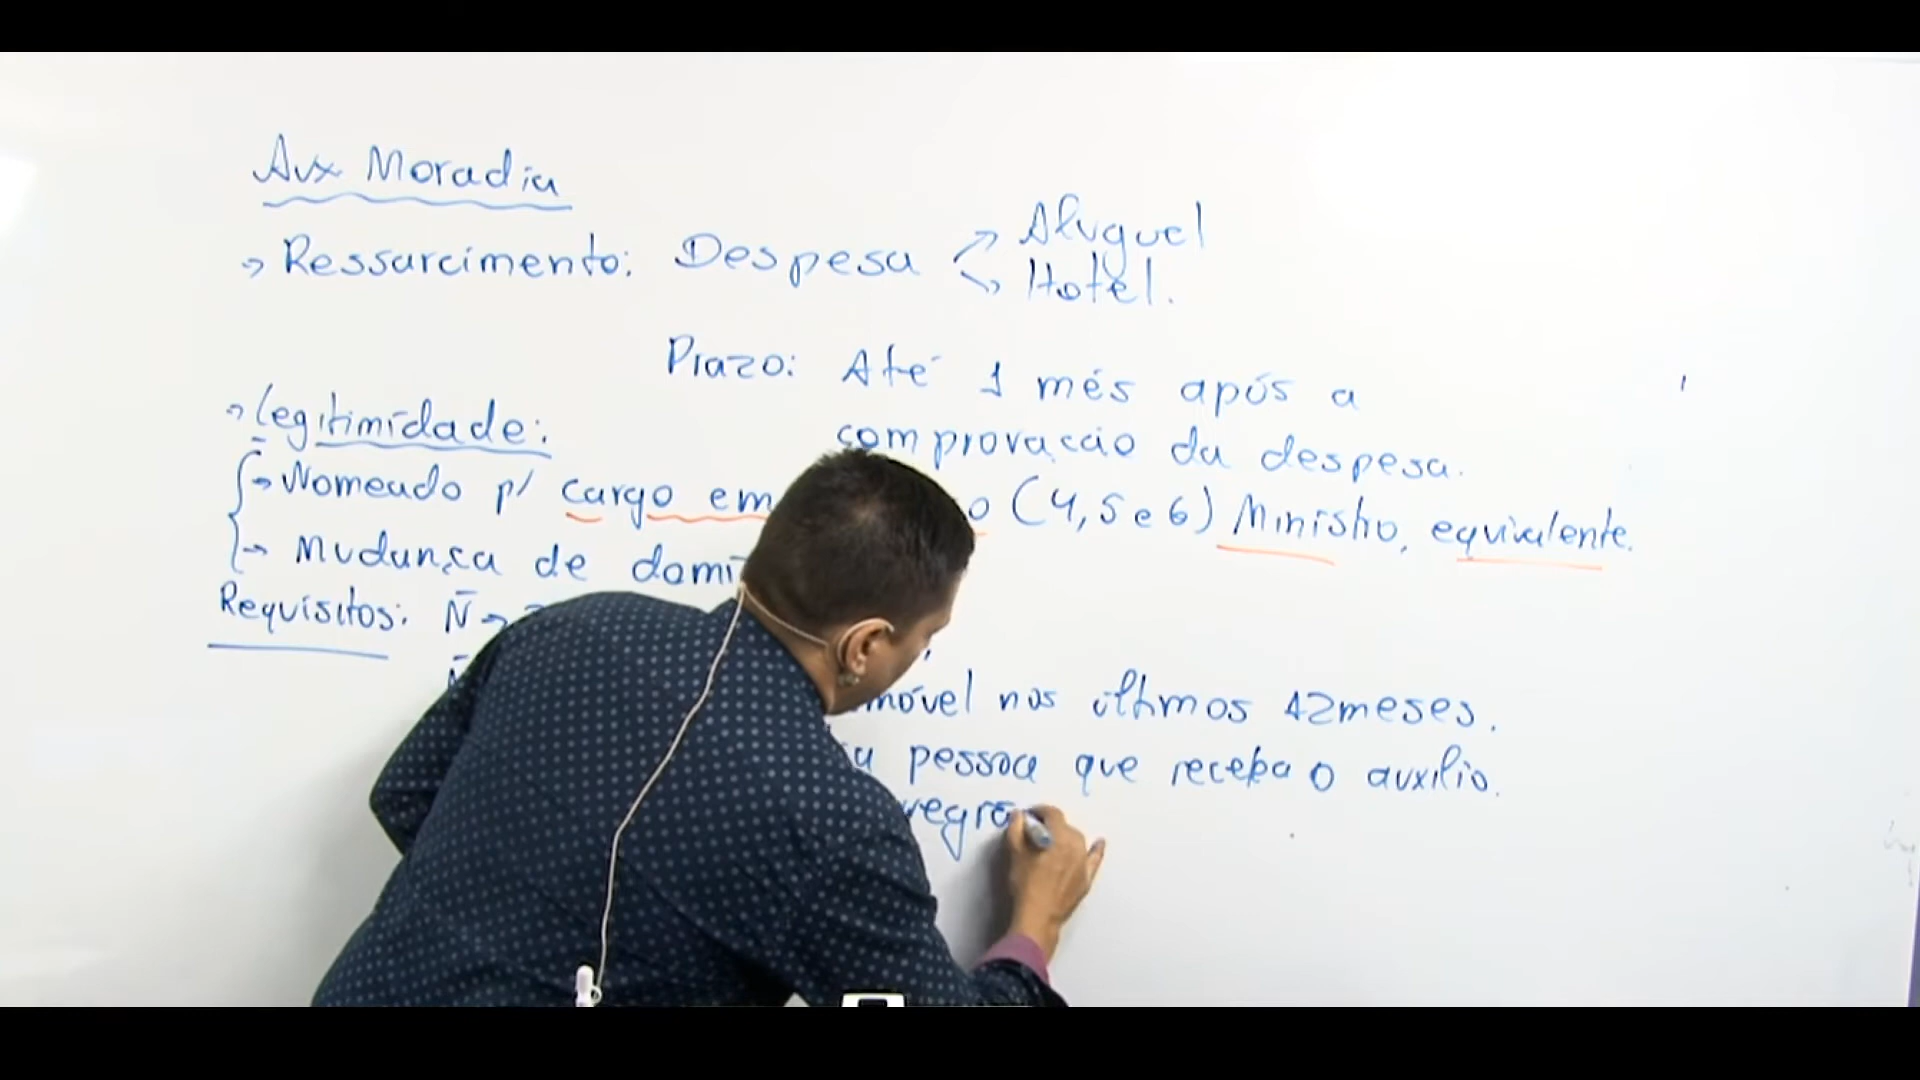 Aux Moradia
→ Ressarcimento: Despesa
Aluguel
Hotel.
Prazo: Até 1 mês após a
comprovação da despesa.
→ Legitimidade:
→ Nomeado p/ cargo em (4, 5 e 6) Ministro, equivalente.
→ Mudança de
Requisitos: Ñ →
nos últimos 12 meses.
pessoa que receba o auxílio.